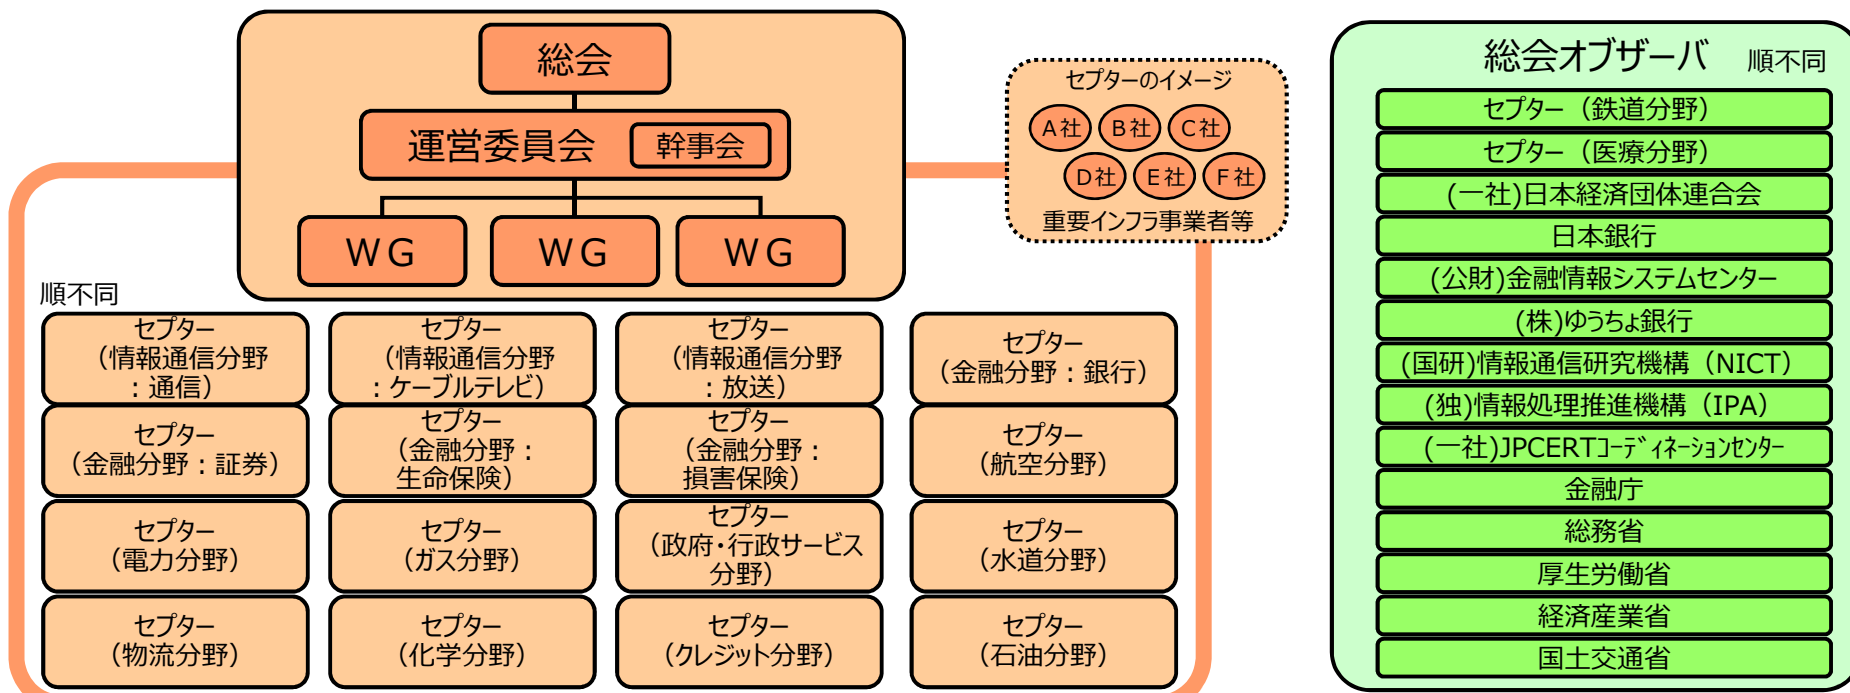 総会
運営委員会
幹事会
WG
WG
WG
セプターのイメージ
A社
B社
C社
D社
E社
F社
重要インフラ事業者等
順不同
セプター
(情報通信分野
:通信)
セプター
(情報通信分野
:ケーブルテレビ)
セプター
(情報通信分野
:放送)
セプター
(金融分野:銀行)
セプター
(金融分野:証券)
セプター
(金融分野:
生命保険)
セプター
(金融分野:
損害保険)
セプター
(航空分野)
セプター
(電力分野)
セプター
(ガス分野)
セプター
(政府・行政サービス
分野)
セプター
(水道分野)
セプター
(物流分野)
セプター
(化学分野)
セプター
(クレジット分野)
セプター
(石油分野)
総会オブザーバ 順不同
セプター(鉄道分野)
セプター(医療分野)
(一社)日本経済団体連合会
日本銀行
(公財)金融情報システムセンター
(株)ゆうちょ銀行
(国研)情報通信研究機構(NICT)
(独)情報処理推進機構(IPA)
(一社)JPCERTコーディネーションセンター
金融庁
総務省
厚生労働省
経済産業省
国土交通省